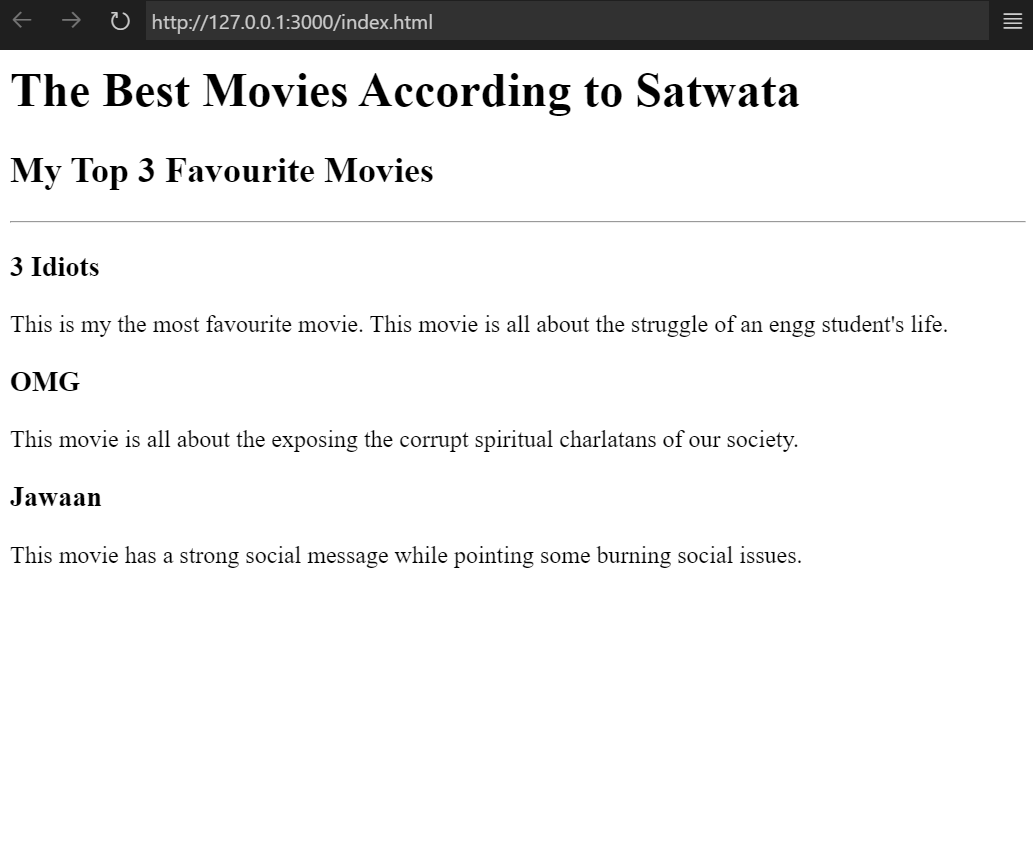 http://127.0.0.1:3000/index.html
The Best Movies According to Satwata
My Top 3 Favourite Movies
3 Idiots
This is my the most favourite movie. This movie is all about the struggle of an engg student's life.
OMG
This movie is all about the exposing the corrupt spiritual charlatans of our society.
Jawaan
This movie has a strong social message while pointing some burning social issues.